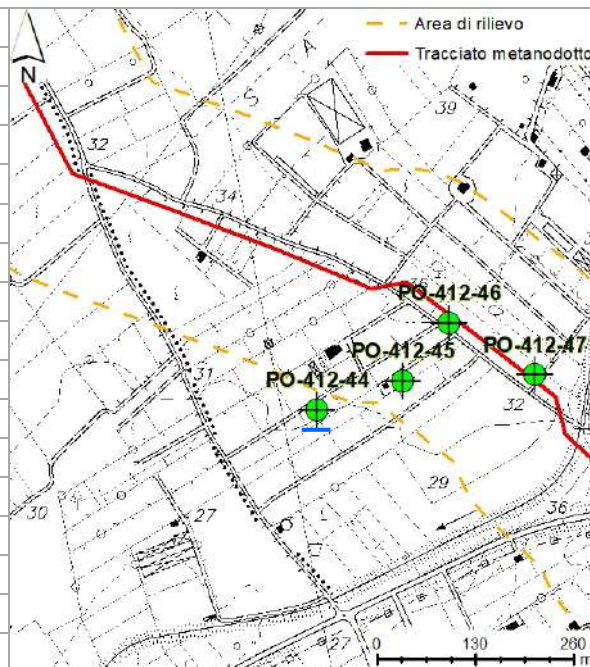 Area di rilievo
Tracciato metanodotto
N
A
S
32
39
34
PO-412-46
PO-412-45
PO-412-47
PO-412-44
31
32
29
30
27
36
27
0 130 260
m